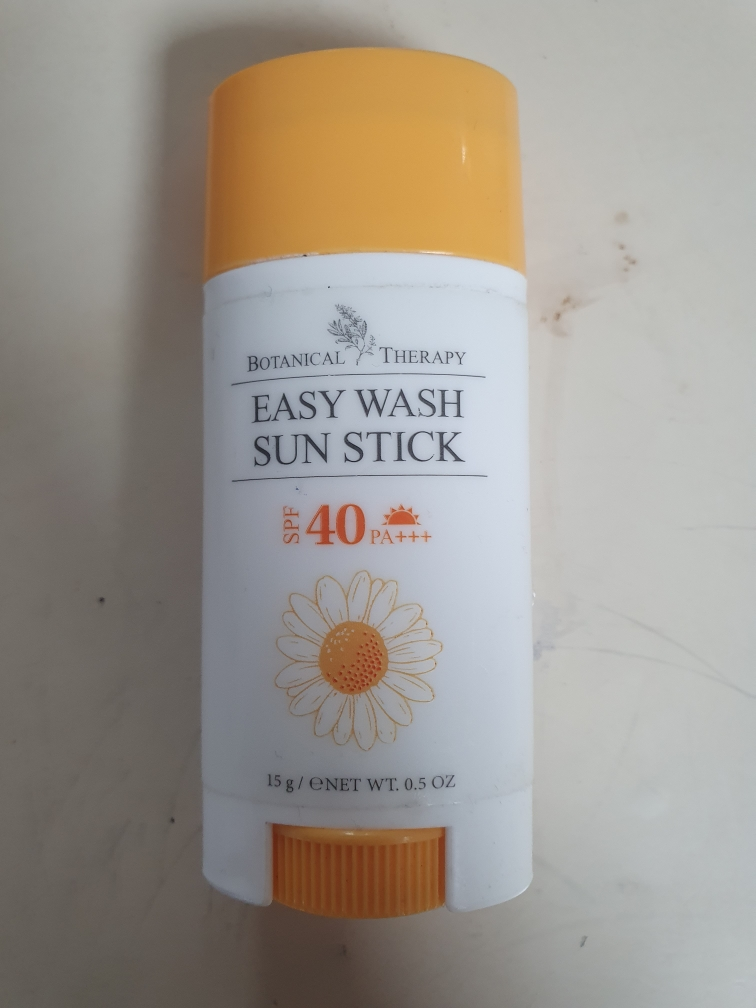 BOTANICAL THERAPY
EASY WASH
SUN STICK
SPF 40 PA+++
15 g / ℮NET WT. 0.5 OZ